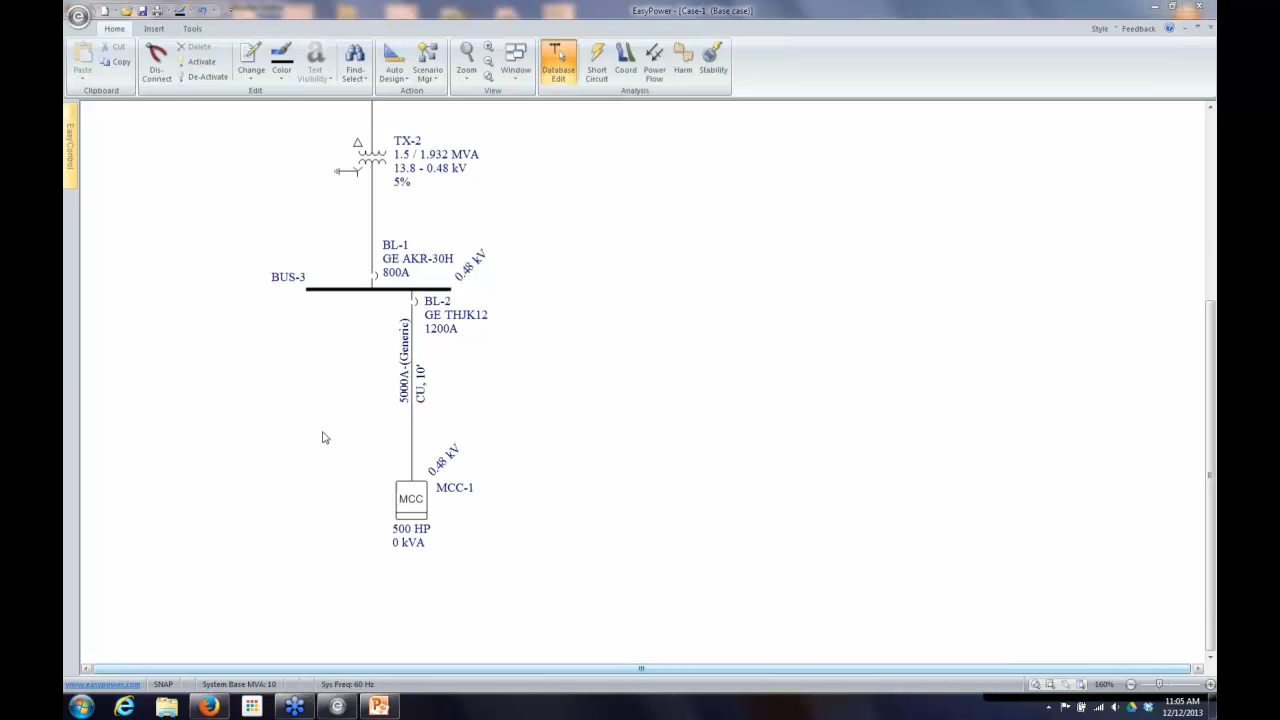 EasyPower - [Case-1 (Base case)]
Home Insert Tools Style Feedback
Paste Cut Copy Clipboard
Dis-Connect Delete Activate De-Activate Change Color Text Visibility Find-Select Edit
Auto Design Scenario Mgr Action
Zoom Window View
Database Edit Short Circuit Coord Power Flow Harm Stability Analysis
EasyControl
TX-2
1.5 / 1.932 MVA
13.8 - 0.48 kV
5%
BL-1
GE AKR-30H
800A
0.48 kV
BUS-3
BL-2
GE THJK12
1200A
5000A-(Generic)
CU, 10'
0.48 kV
MCC
MCC-1
500 HP
0 kVA
www.easypower.com SNAP System Base MVA: 10 Sys Freq: 60 Hz 160%
11:05 AM
12/12/2013